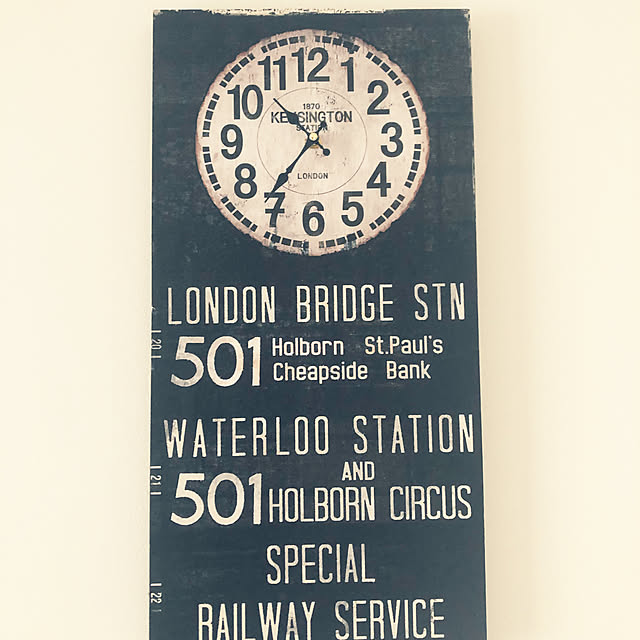 12
11 1
10 2
1870
KENSINGTON
STATION
9 3
LONDON
8 4
7 5
6
LONDON BRIDGE STN
20
501 Holborn St.Paul's
Cheapside Bank
WATERLOO STATION
AND
21
501 HOLBORN CIRCUS
SPECIAL
22
RAILWAY SERVICE